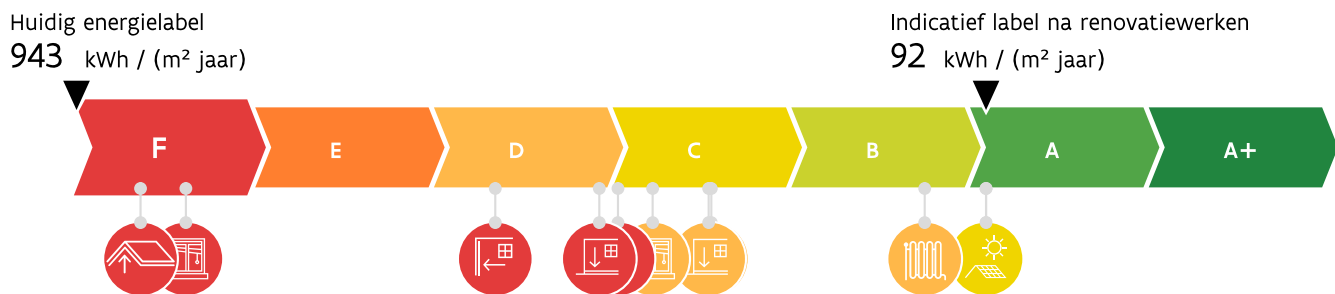 Huidig energielabel
943 kWh / (m² jaar)
Indicatief label na renovatiewerken
92 kWh / (m² jaar)
F E D C B A A+